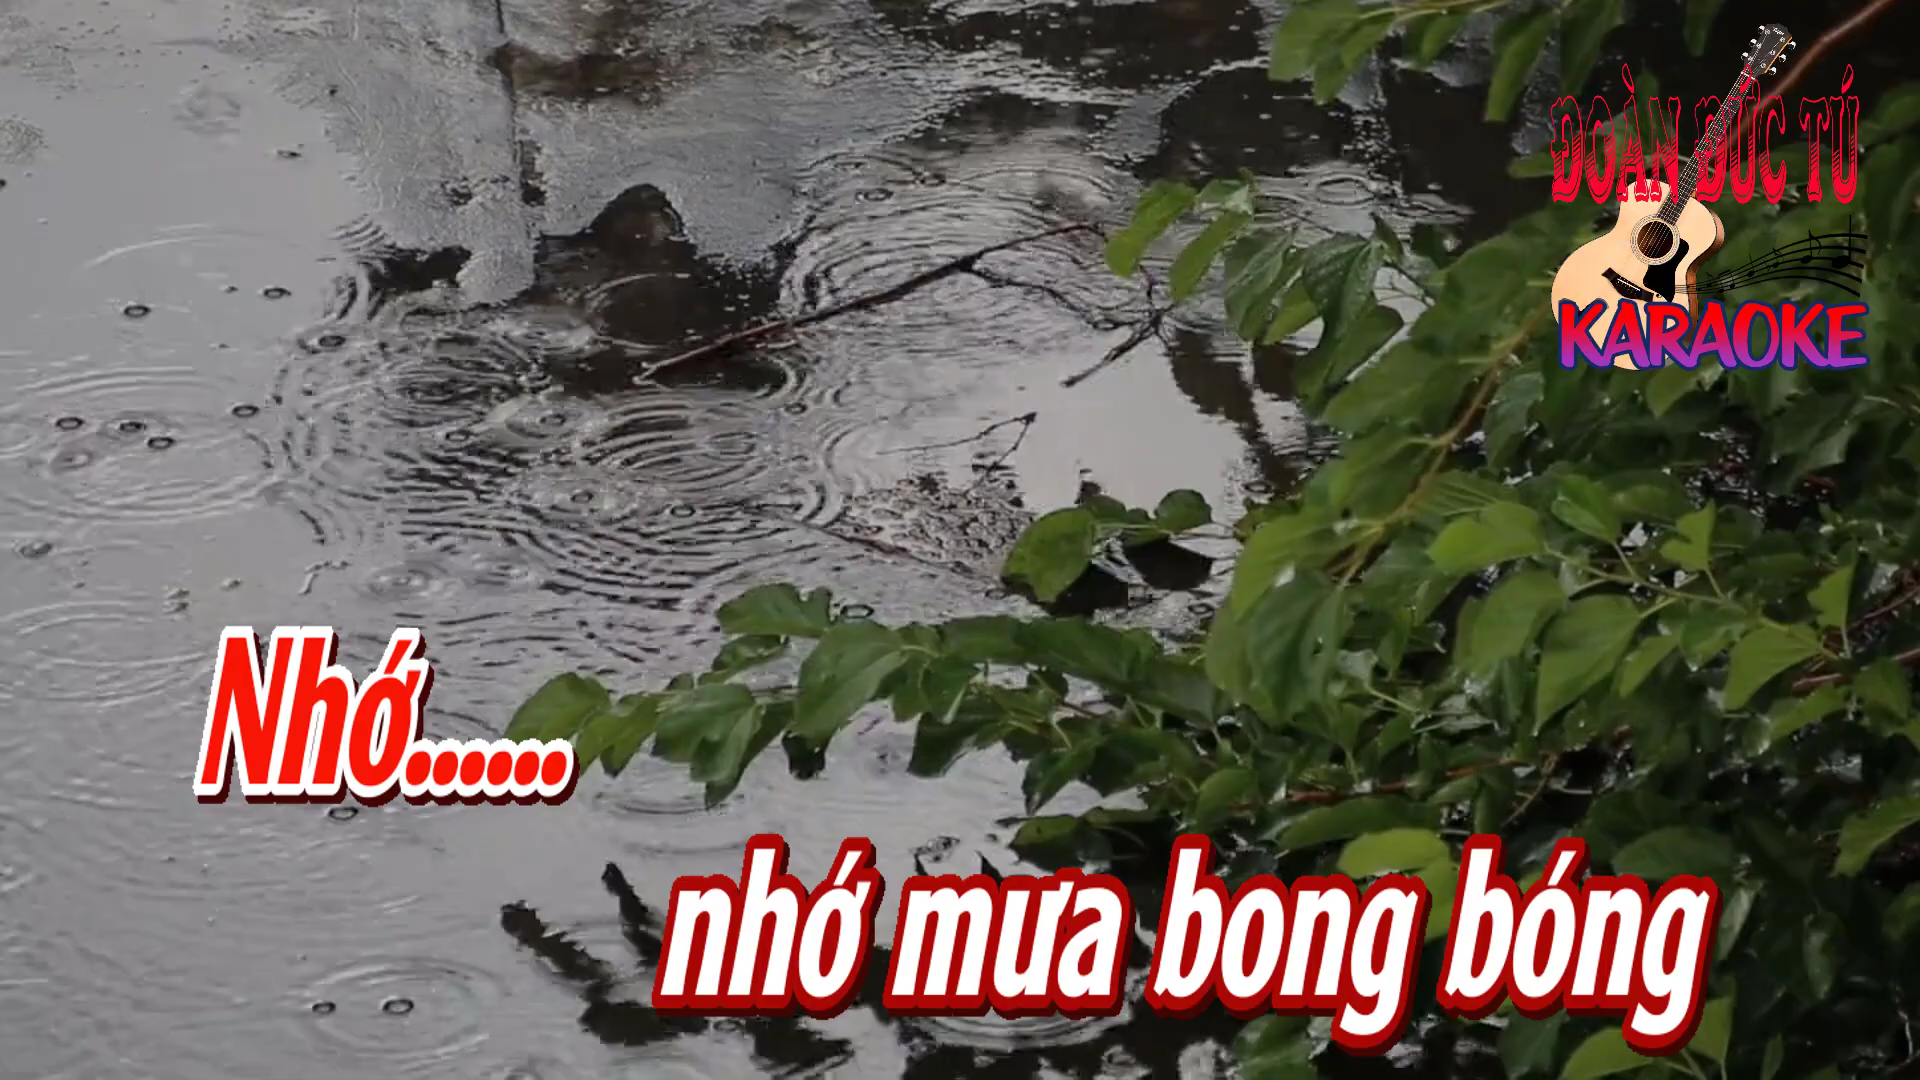 ĐOÀN ĐỨC TÚ
KARAOKE
Nhớ......
nhớ mưa bong bóng